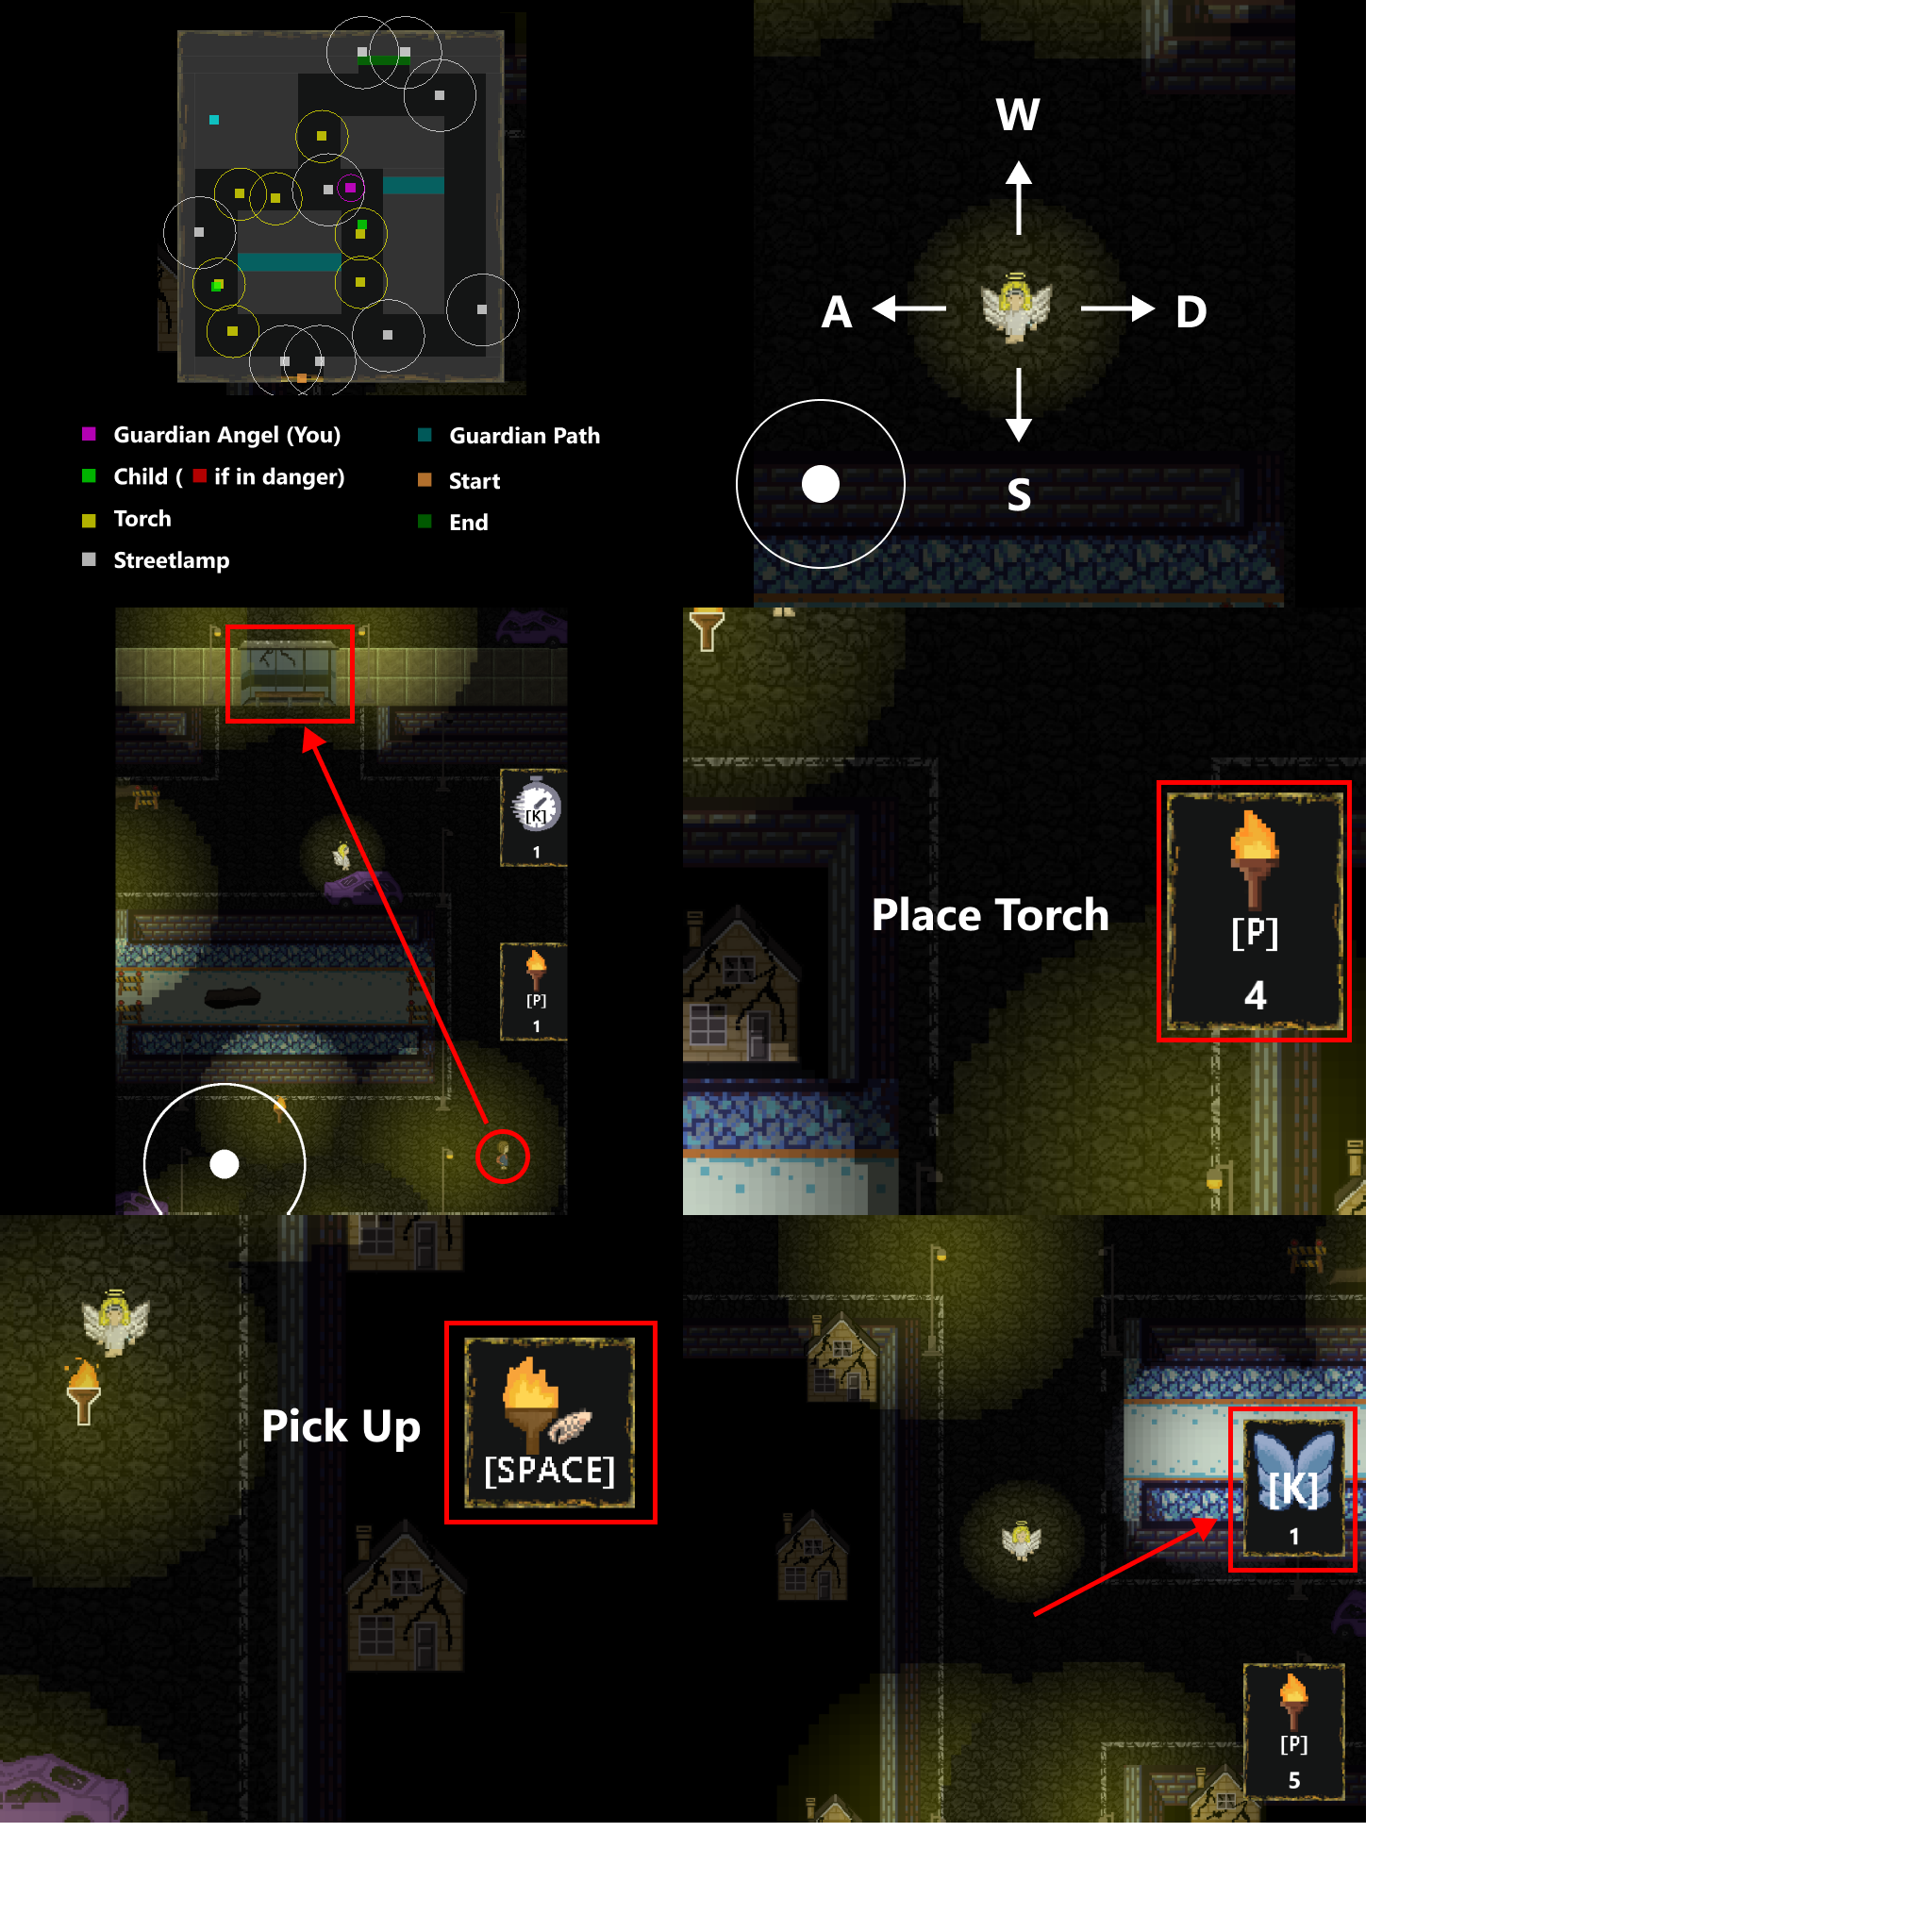 Guardian Angel (You)
Child ( if in danger)
Torch
Streetlamp
Guardian Path
Start
End
W
A
D
S
[K]
1
[P]
1
Place Torch
[P]
4
Pick Up
[SPACE]
[K]
1
[P]
5